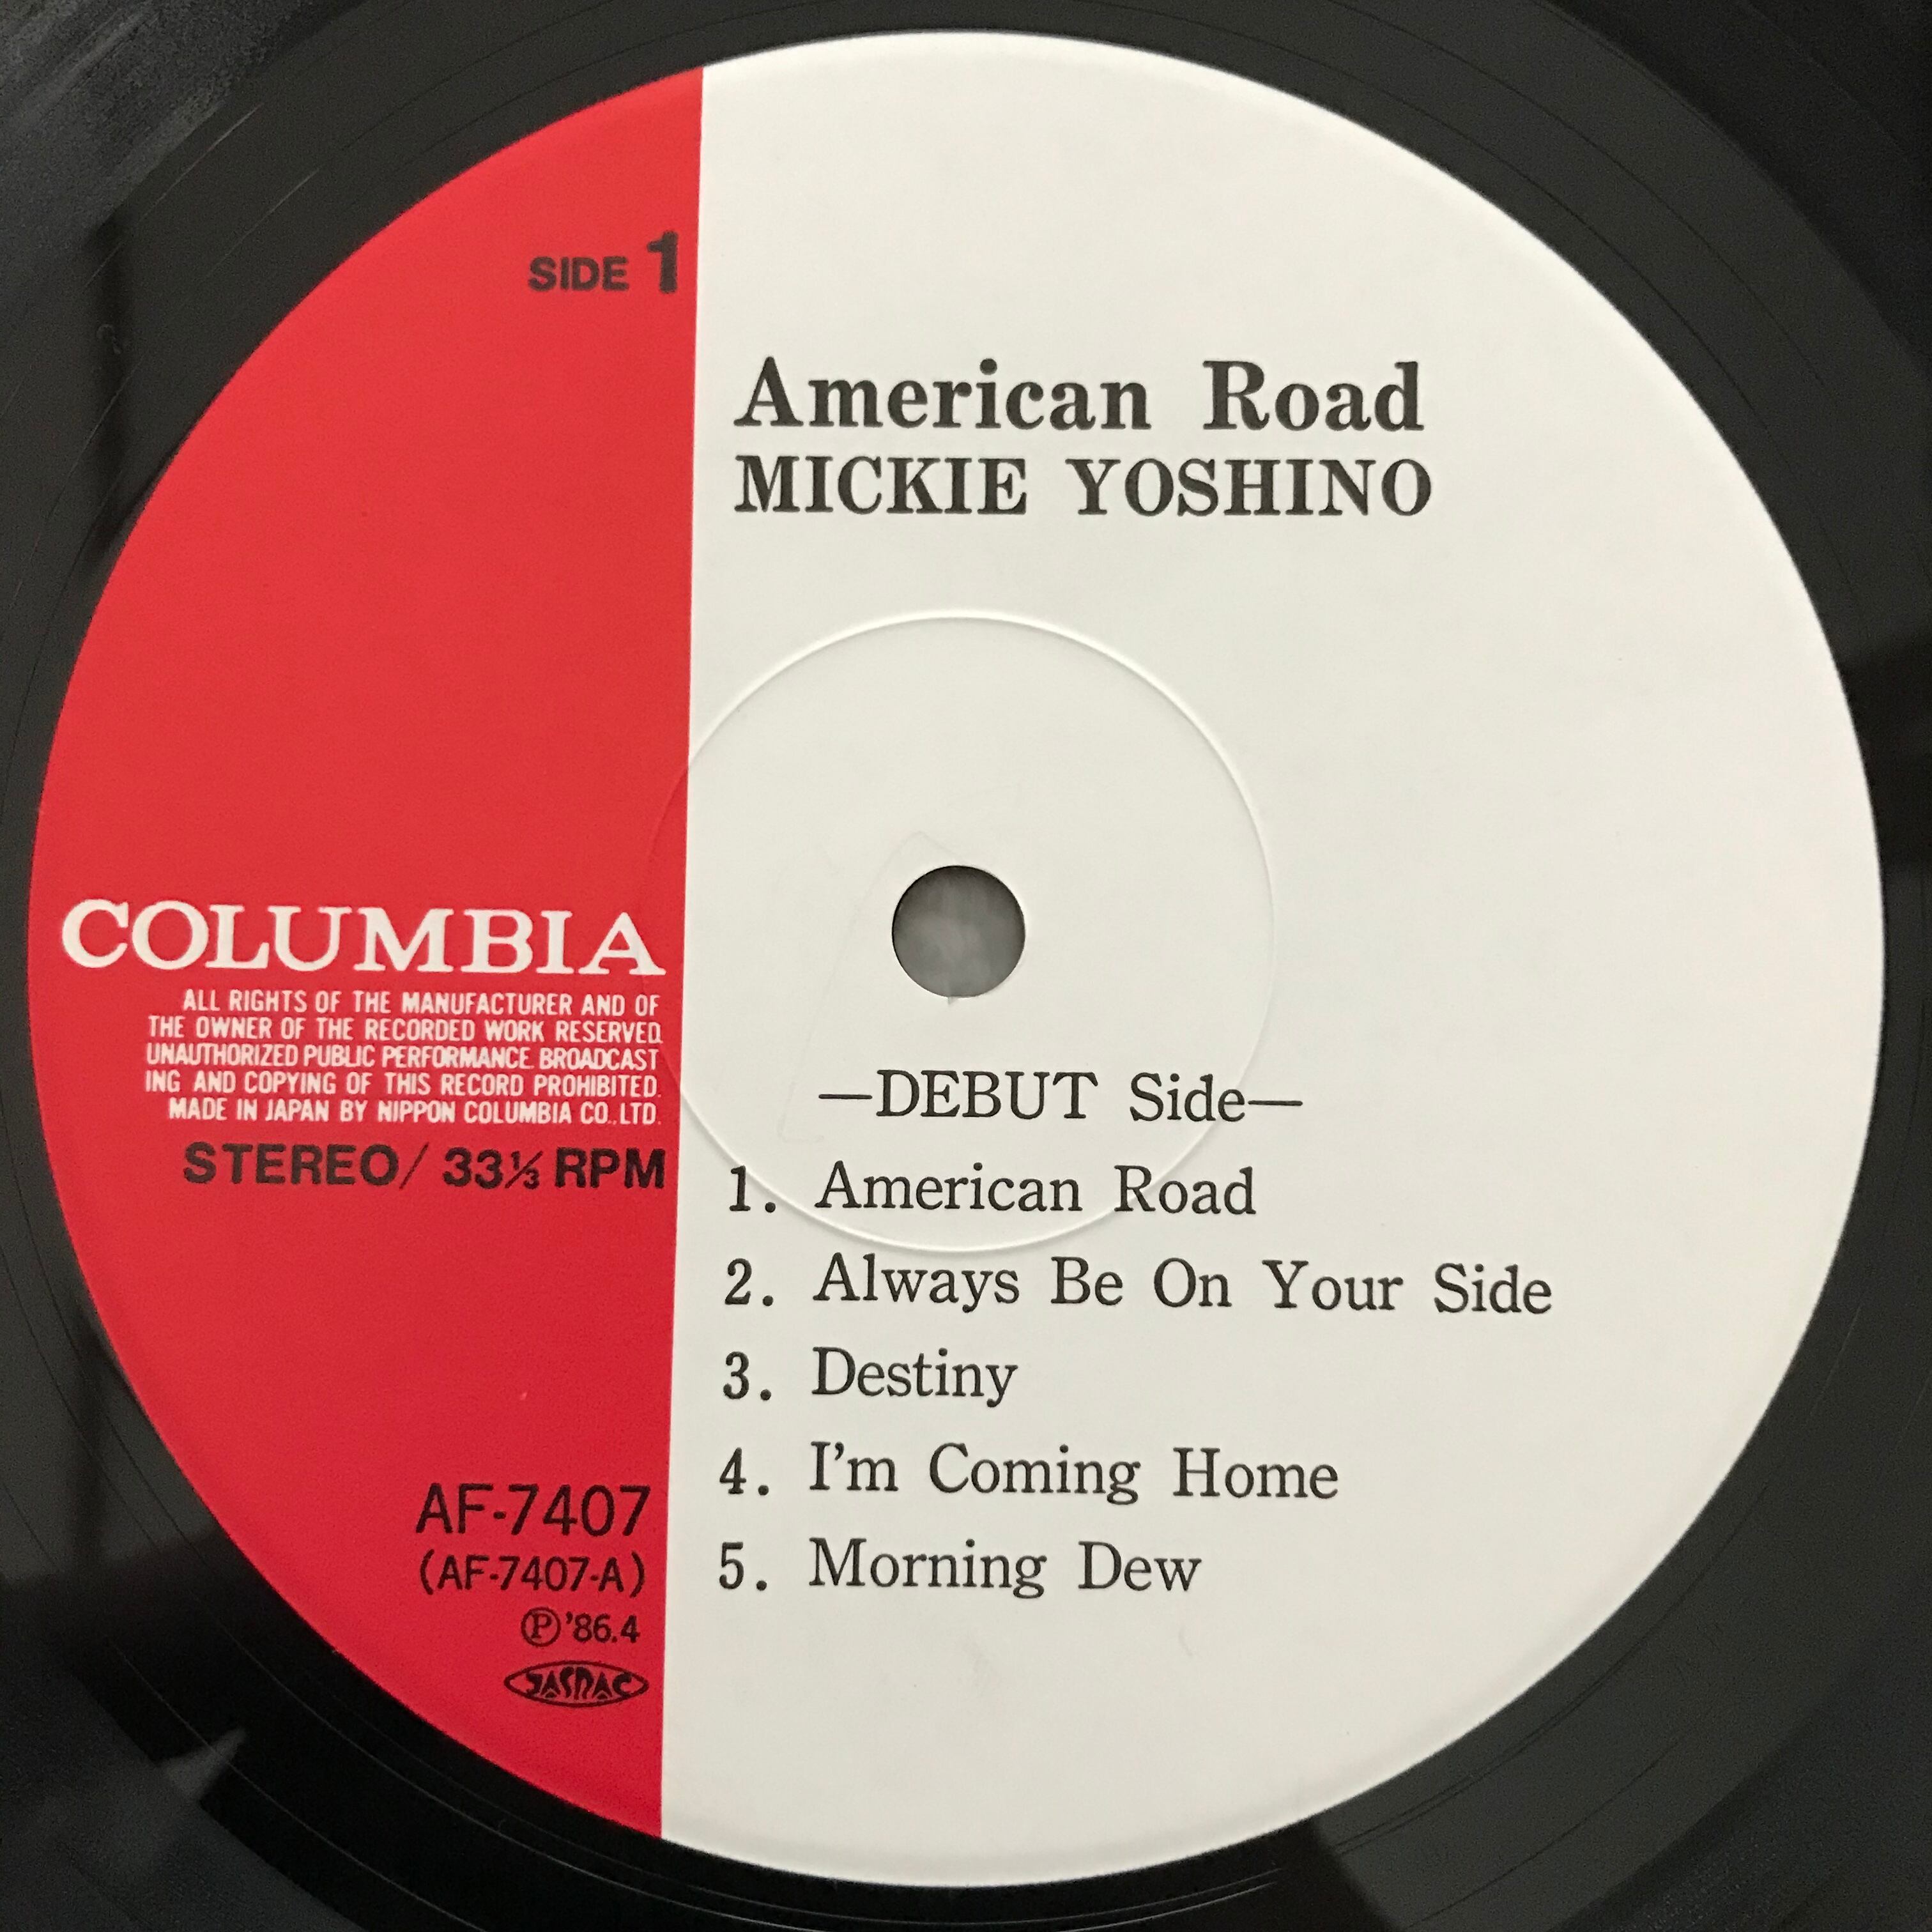 SIDE 1
American Road
MICKIE YOSHINO
COLUMBIA
ALL RIGHTS OF THE MANUFACTURER AND OF
THE OWNER OF THE RECORDED WORK RESERVED
UNAUTHORIZED PUBLIC PERFORMANCE BROADCAST
ING AND COPYING OF THIS RECORD PROHIBITED.
MADE IN JAPAN BY NIPPON COLUMBIA CO.,LTD.
STEREO/ 33⅓ RPM
—DEBUT Side—
1. American Road
2. Always Be On Your Side
3. Destiny
4. I'm Coming Home
5. Morning Dew
AF-7407
(AF-7407-A)
Ⓟ'86.4
JASRAC